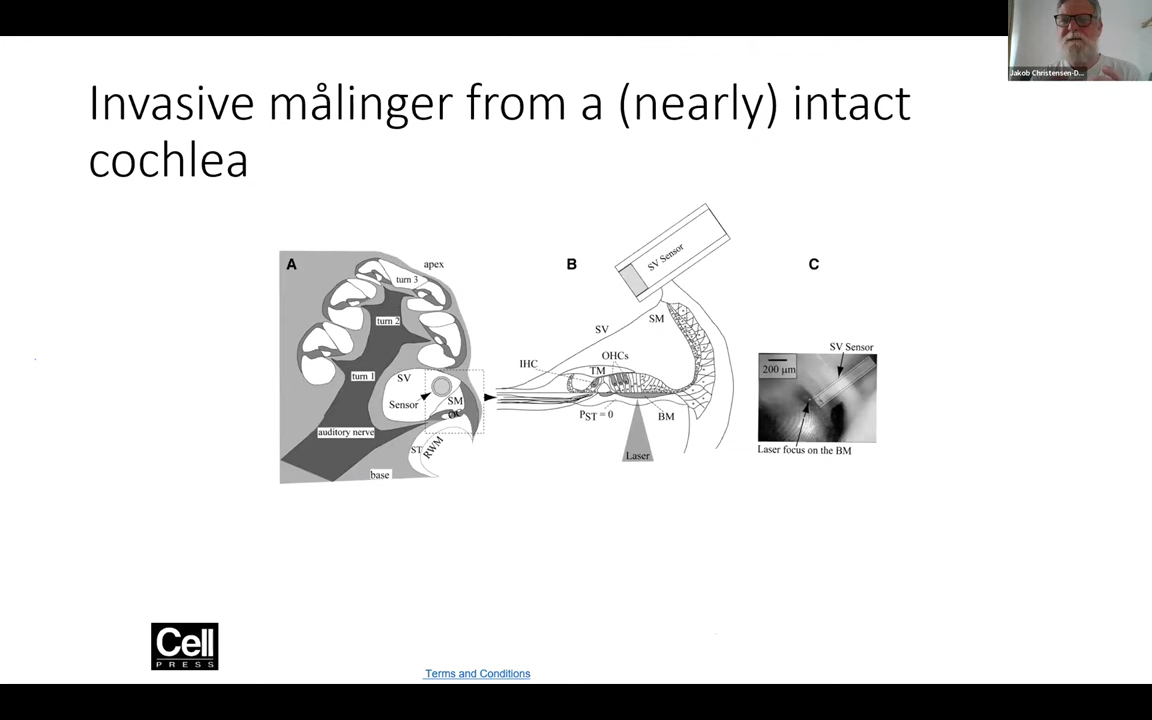 Jakob Christensen-D...
Invasive målinger from a (nearly) intact
cochlea
A
apex
turn 3
turn 2
turn 1
SV
Sensor
SM
OC
auditory nerve
ST
RWM
base
B
SV Sensor
SM
SV
OHCs
IHC
TM
PST = 0
BM
Laser
C
SV Sensor
200 µm
Laser focus on the BM
Cell
PRESS
Terms and Conditions